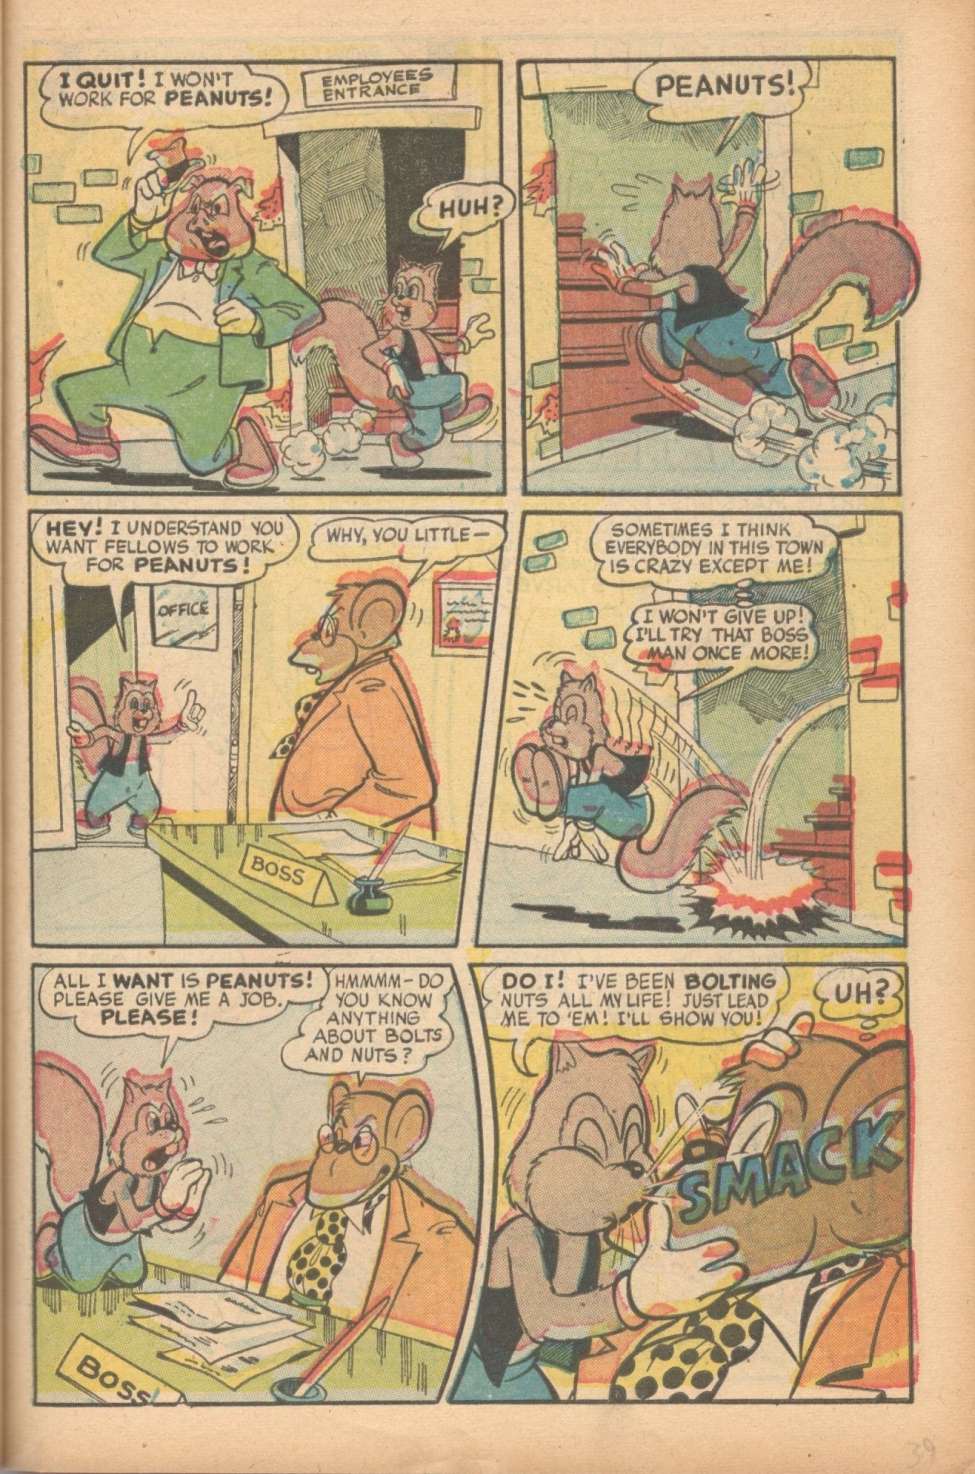 I QUIT! I WON'T
WORK FOR PEANUTS!
EMPLOYEES
ENTRANCE
HUH?
PEANUTS!
HEY! I UNDERSTAND YOU
WANT FELLOWS TO WORK
FOR PEANUTS!
WHY, YOU LITTLE—
OFFICE
BOSS
SOMETIMES I THINK
EVERYBODY IN THIS TOWN
IS CRAZY EXCEPT ME!
I WON'T GIVE UP!
I'LL TRY THAT BOSS
MAN ONCE MORE!
ALL I WANT IS PEANUTS!
PLEASE GIVE ME A JOB.
PLEASE!
HMMMM—DO
YOU KNOW
ANYTHING
ABOUT BOLTS
AND NUTS?
BOSS
DO I! I'VE BEEN BOLTING
NUTS ALL MY LIFE! JUST LEAD
ME TO 'EM! I'LL SHOW YOU!
UH?
SMACK
39